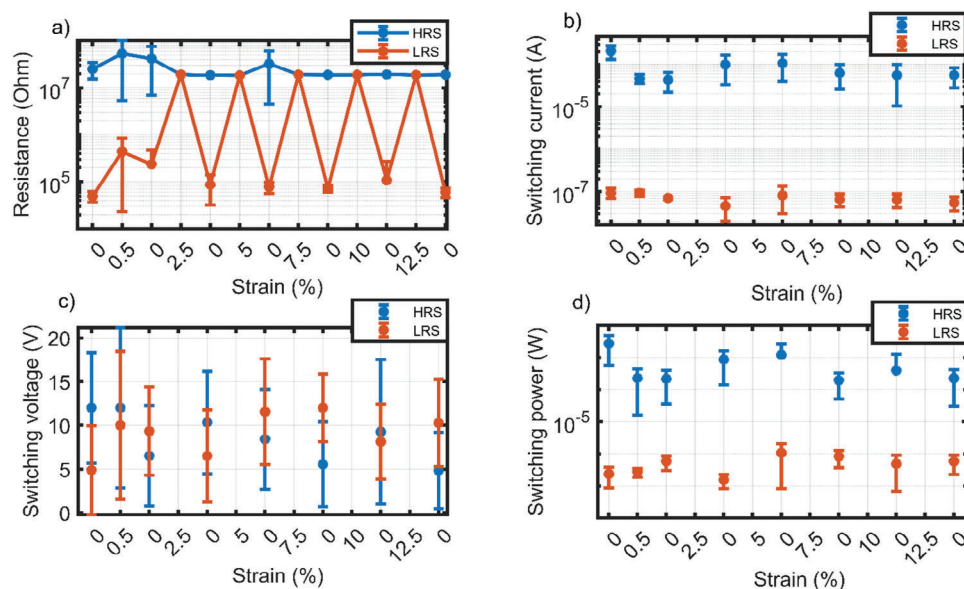 a)
HRS
LRS
Resistance (Ohm)
10^7
10^5
0 0.5 0 2.5 0 5 0 7.5 0 10 0 12.5 0
Strain (%)
b)
HRS
LRS
Switching current (A)
10^-5
10^-7
0 0.5 0 2.5 0 5 0 7.5 0 10 0 12.5 0
Strain (%)
c)
HRS
LRS
Switching voltage (V)
20
15
10
5
0
0 0.5 0 2.5 0 5 0 7.5 0 10 0 12.5 0
Strain (%)
d)
HRS
LRS
Switching power (W)
10^-5
0 0.5 0 2.5 0 5 0 7.5 0 10 0 12.5 0
Strain (%)